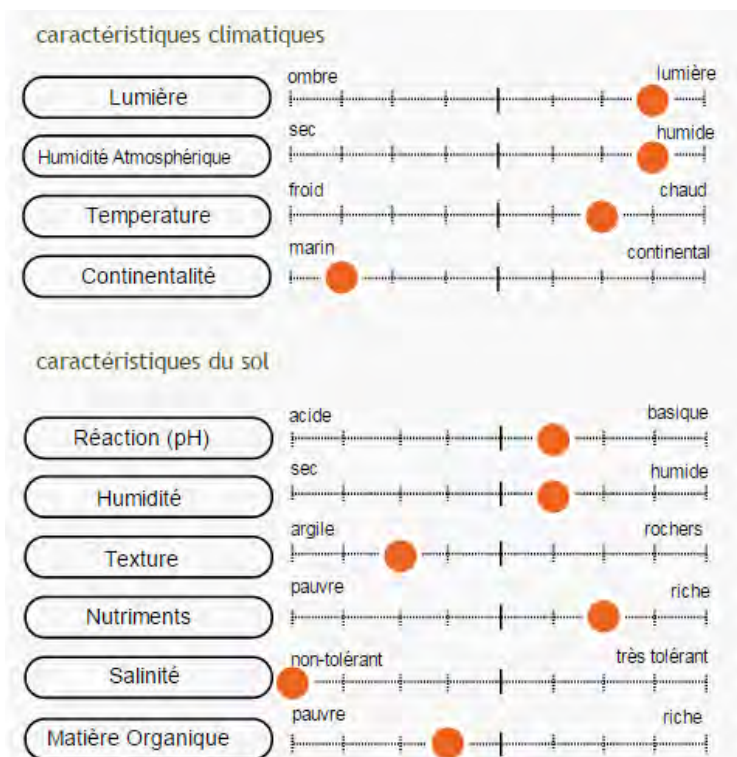 caractéristiques climatiques
ombre lumière
Lumière
sec humide
Humidité Atmosphérique
froid chaud
Temperature
marin continental
Continentalité
caractéristiques du sol
acide basique
Réaction (pH)
sec humide
Humidité
argile rochers
Texture
pauvre riche
Nutriments
non-tolérant très tolérant
Salinité
pauvre riche
Matière Organique